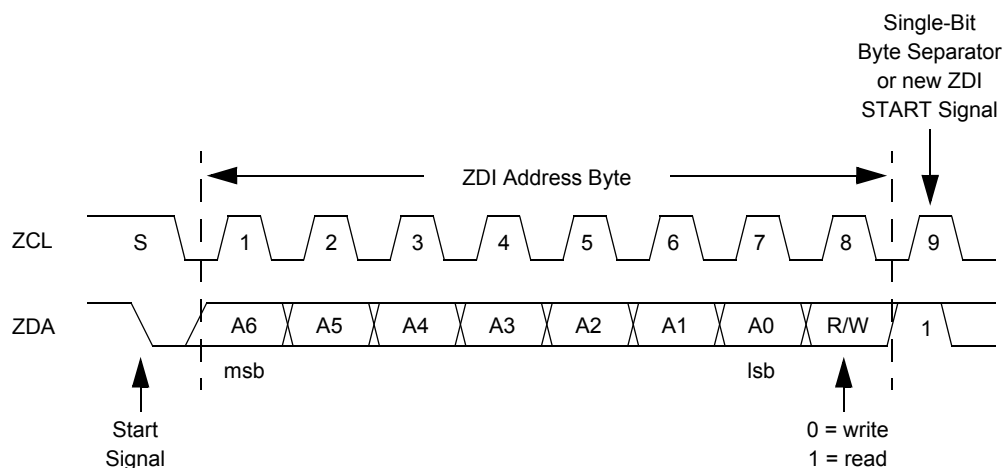 Single-Bit
Byte Separator
or new ZDI
START Signal
ZDI Address Byte
ZCL S 1 2 3 4 5 6 7 8 9
ZDA A6 A5 A4 A3 A2 A1 A0 R/W 1
msb lsb
Start
Signal
0 = write
1 = read